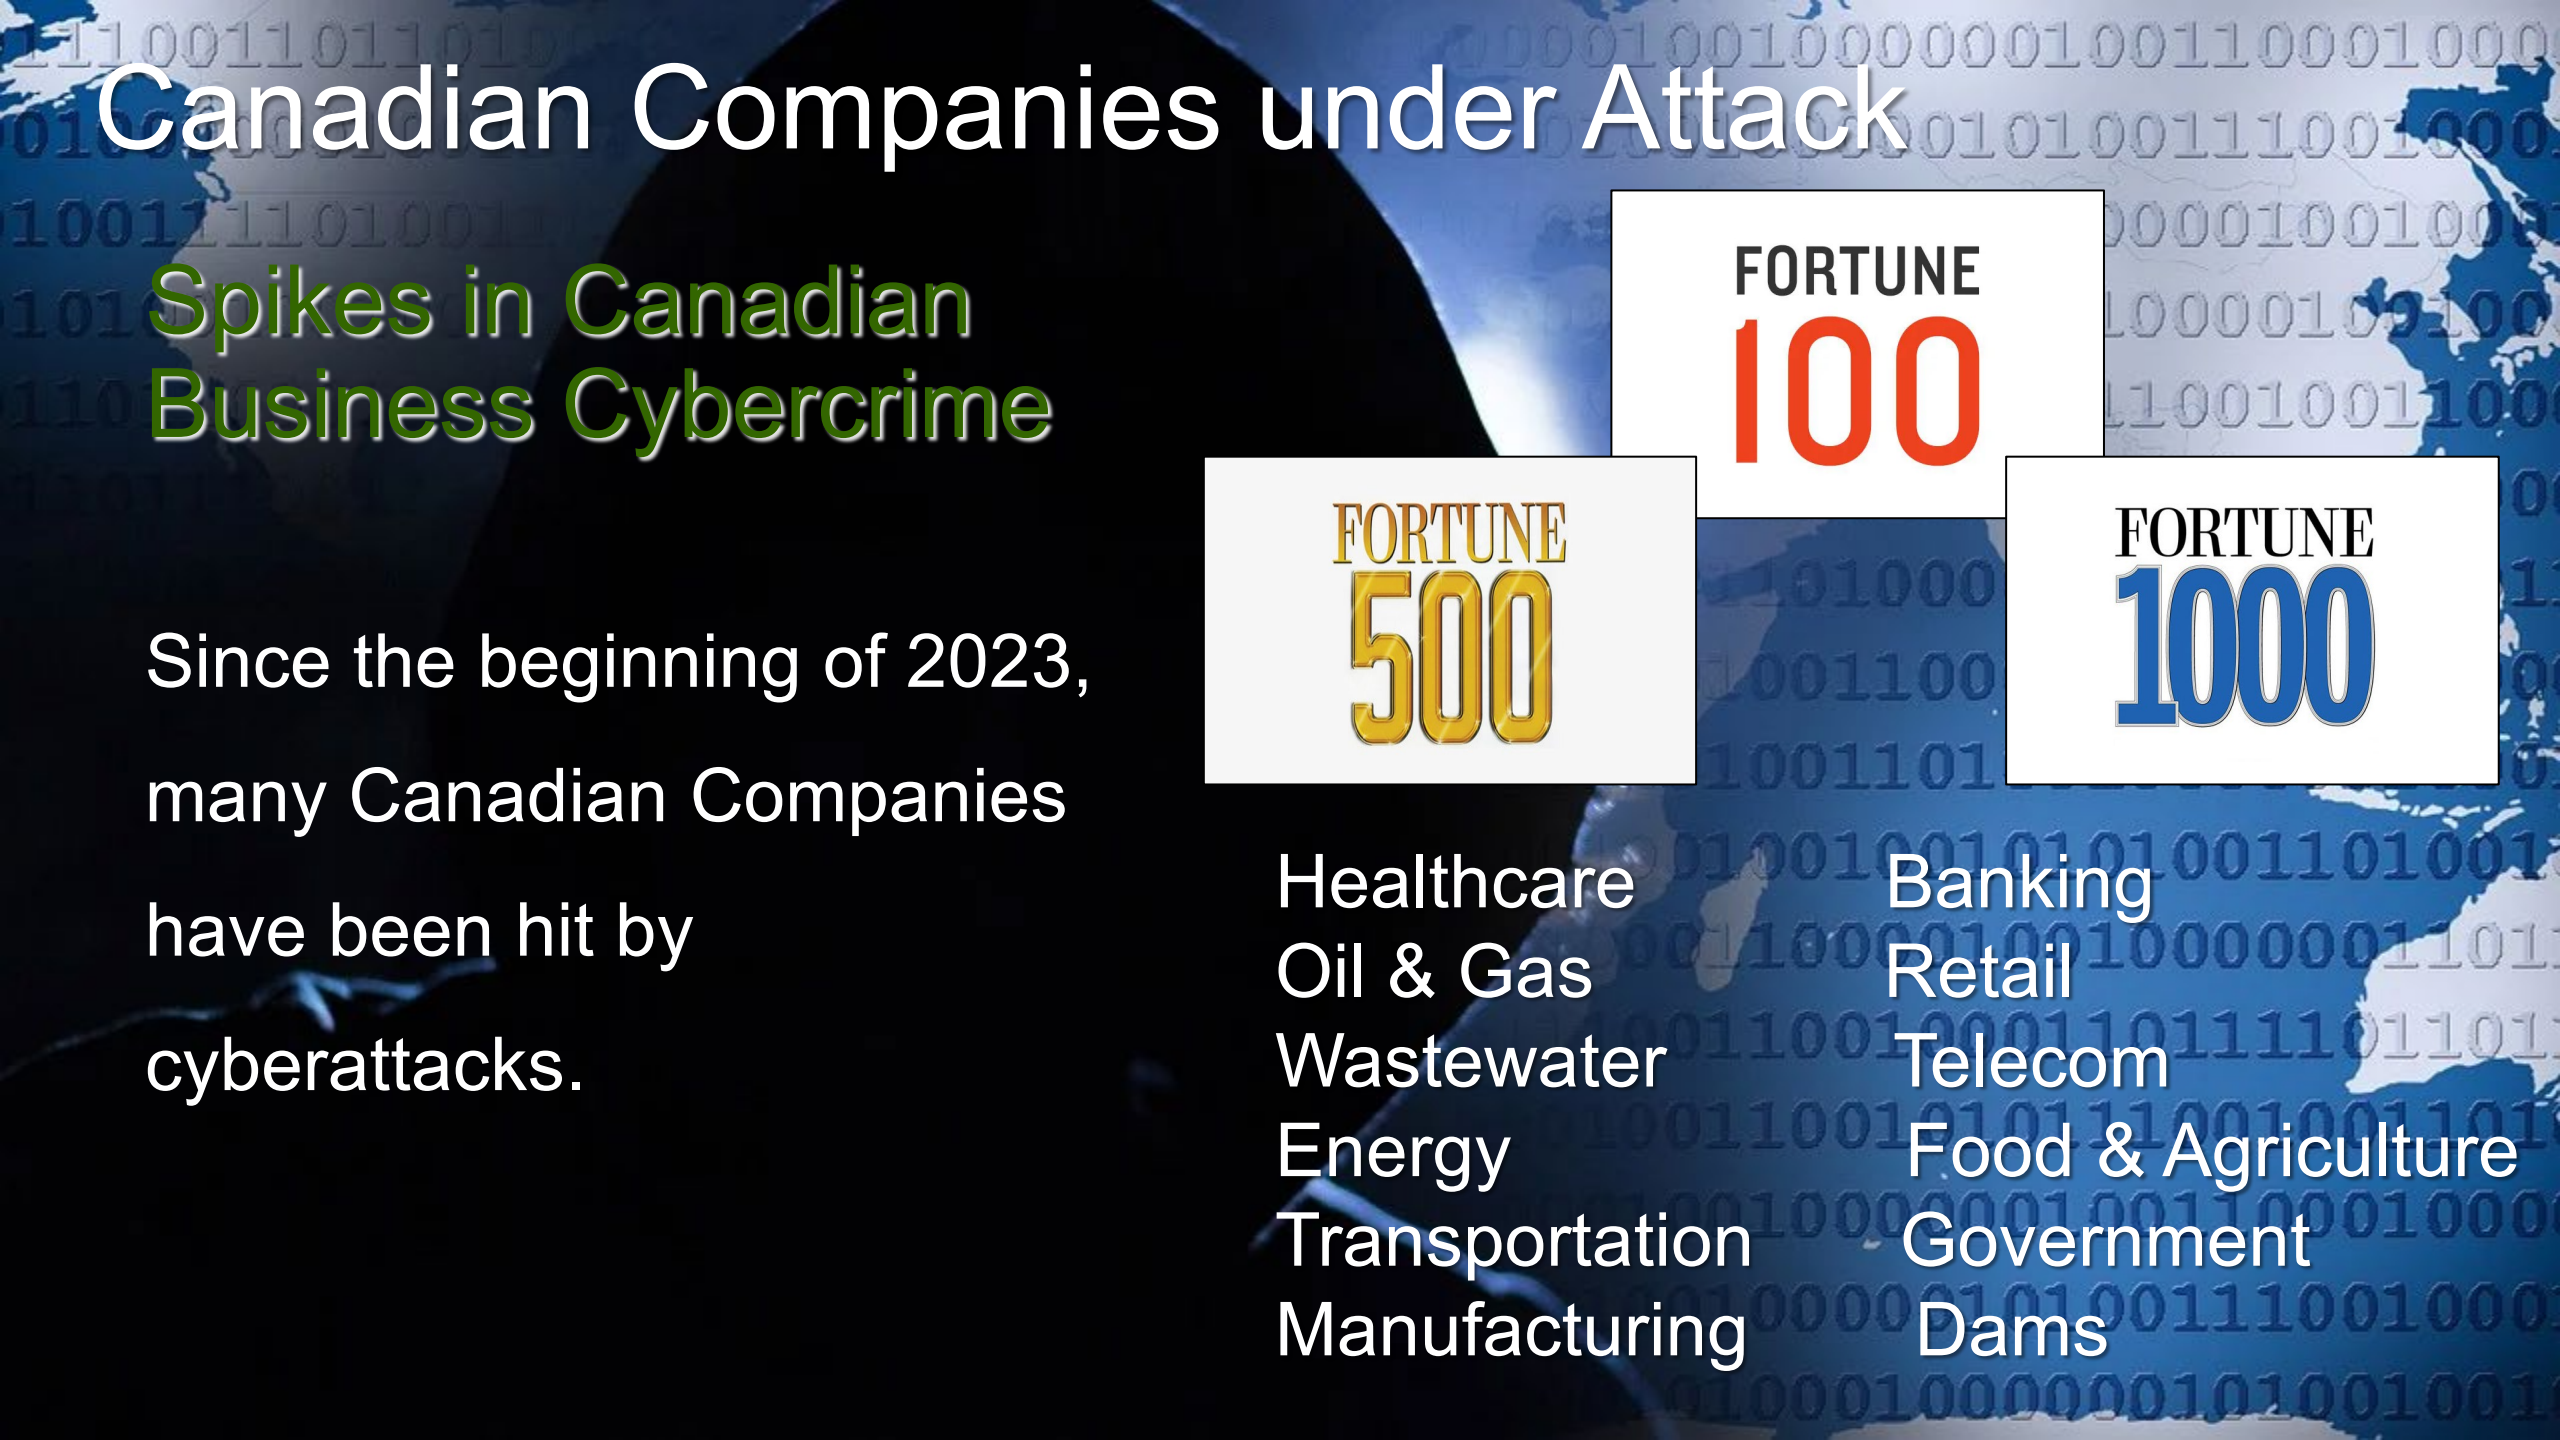 Canadian Companies under Attack
Spikes in Canadian
Business Cybercrime
Since the beginning of 2023,
many Canadian Companies
have been hit by
cyberattacks.
FORTUNE
100
FORTUNE
500
FORTUNE
1000
Healthcare Banking
Oil & Gas Retail
Wastewater Telecom
Energy Food & Agriculture
Transportation Government
Manufacturing Dams